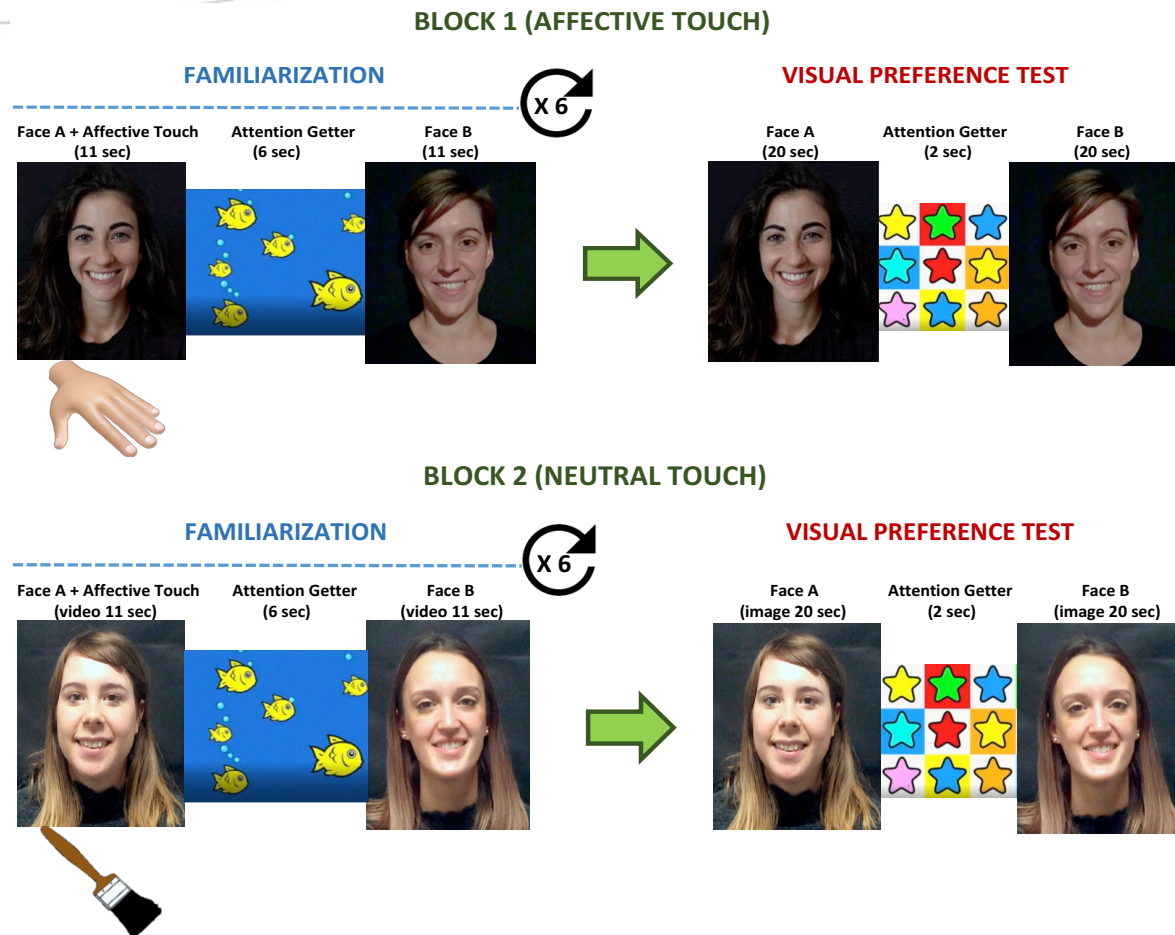 BLOCK 1 (AFFECTIVE TOUCH)
FAMILIARIZATION
X 6
VISUAL PREFERENCE TEST
Face A + Affective Touch
(11 sec)
Attention Getter
(6 sec)
Face B
(11 sec)
Face A
(20 sec)
Attention Getter
(2 sec)
Face B
(20 sec)
BLOCK 2 (NEUTRAL TOUCH)
FAMILIARIZATION
X 6
VISUAL PREFERENCE TEST
Face A + Affective Touch
(video 11 sec)
Attention Getter
(6 sec)
Face B
(video 11 sec)
Face A
(image 20 sec)
Attention Getter
(2 sec)
Face B
(image 20 sec)